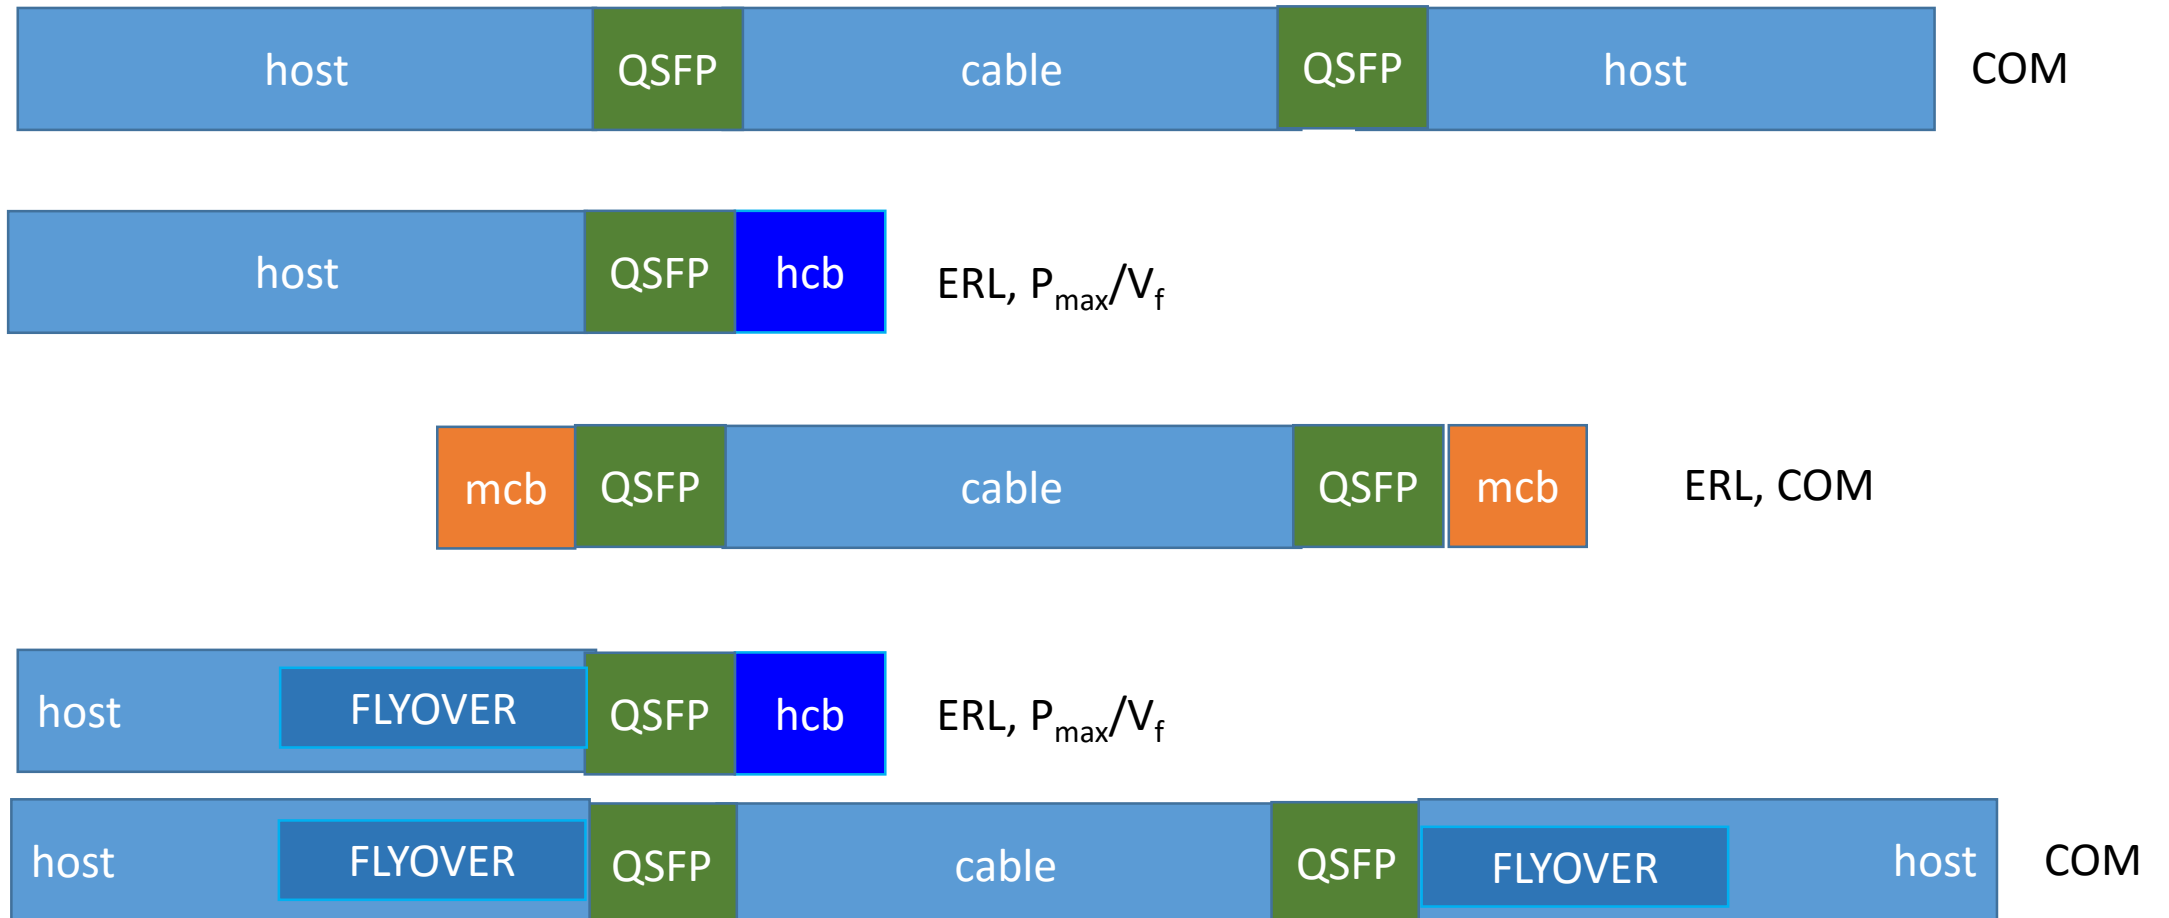 host QSFP cable QSFP host COM
host QSFP hcb ERL, Pmax/Vf
mcb QSFP cable QSFP mcb ERL, COM
host FLYOVER QSFP hcb ERL, Pmax/Vf
host FLYOVER QSFP cable QSFP FLYOVER host COM